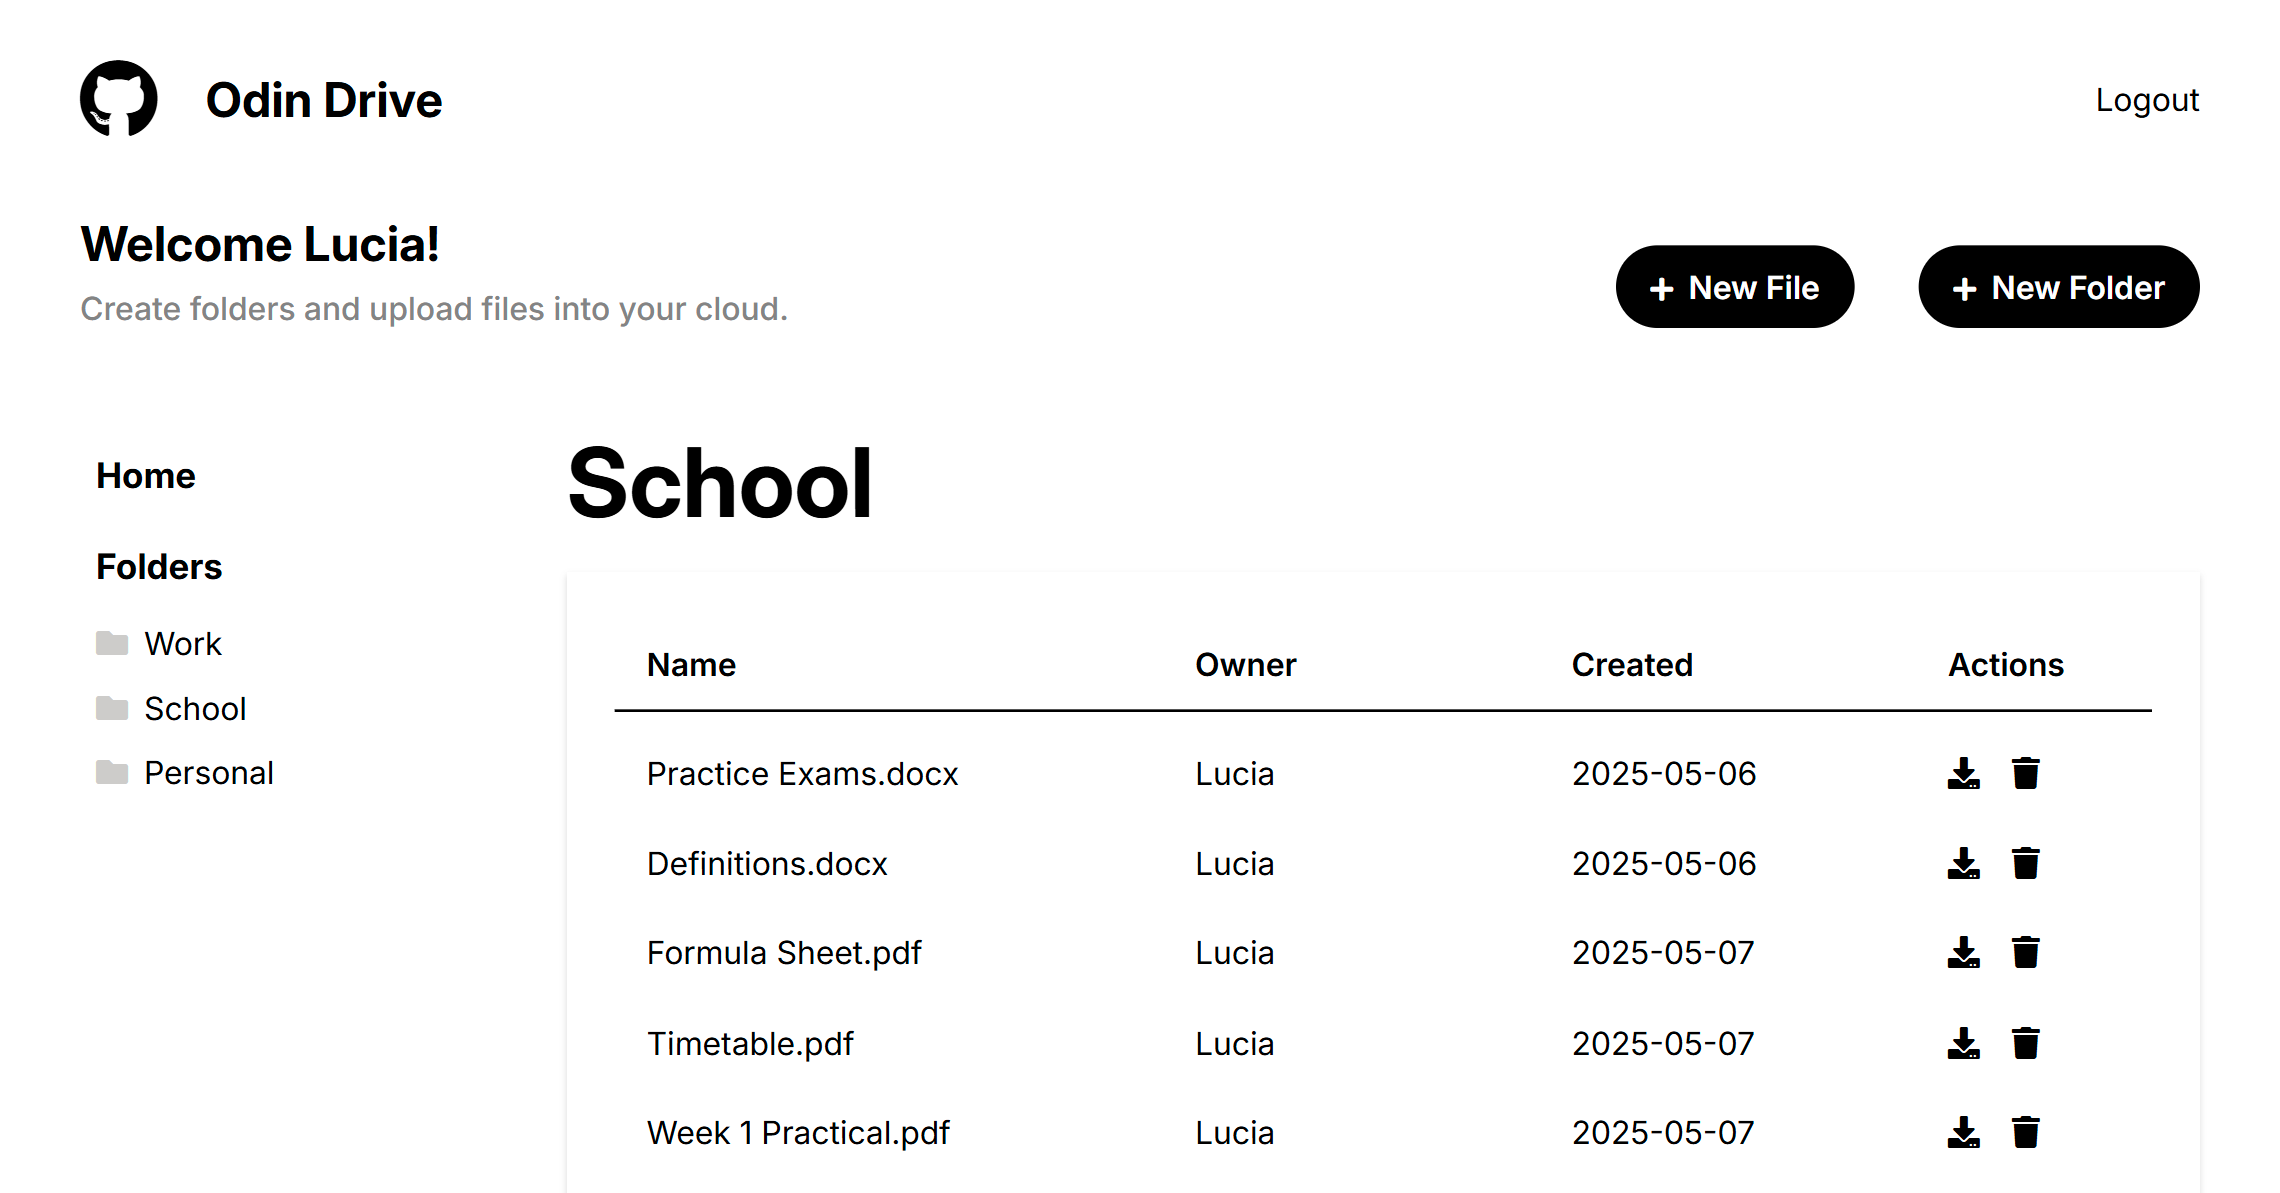 Odin Drive
Logout
Welcome Lucia!
Create folders and upload files into your cloud.
+ New File
+ New Folder
Home
Folders
Work
School
Personal
School
Name Owner Created Actions
Practice Exams.docx Lucia 2025-05-06
Definitions.docx Lucia 2025-05-06
Formula Sheet.pdf Lucia 2025-05-07
Timetable.pdf Lucia 2025-05-07
Week 1 Practical.pdf Lucia 2025-05-07